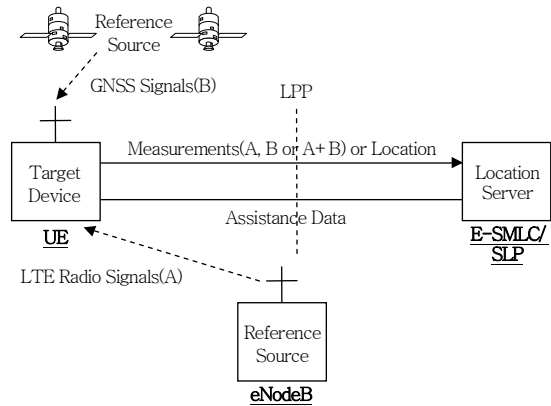 Reference
Source
GNSS Signals(B)
LPP
Measurements(A, B or A+B) or Location
Target
Device
Location
Server
Assistance Data
UE
E-SMLC/
SLP
LTE Radio Signals(A)
Reference
Source
eNodeB